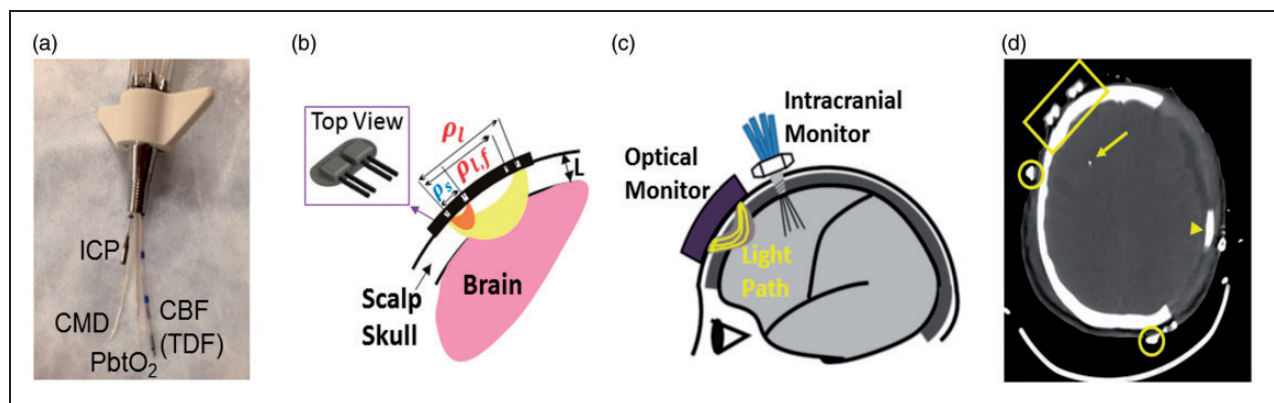 (a)
ICP
CMD
PbtO₂
CBF
(TDF)
(b)
Top View
ρl
ρl,f
ρs
L
Scalp
Skull
Brain
(c)
Optical
Monitor
Intracranial
Monitor
Light
Path
(d)